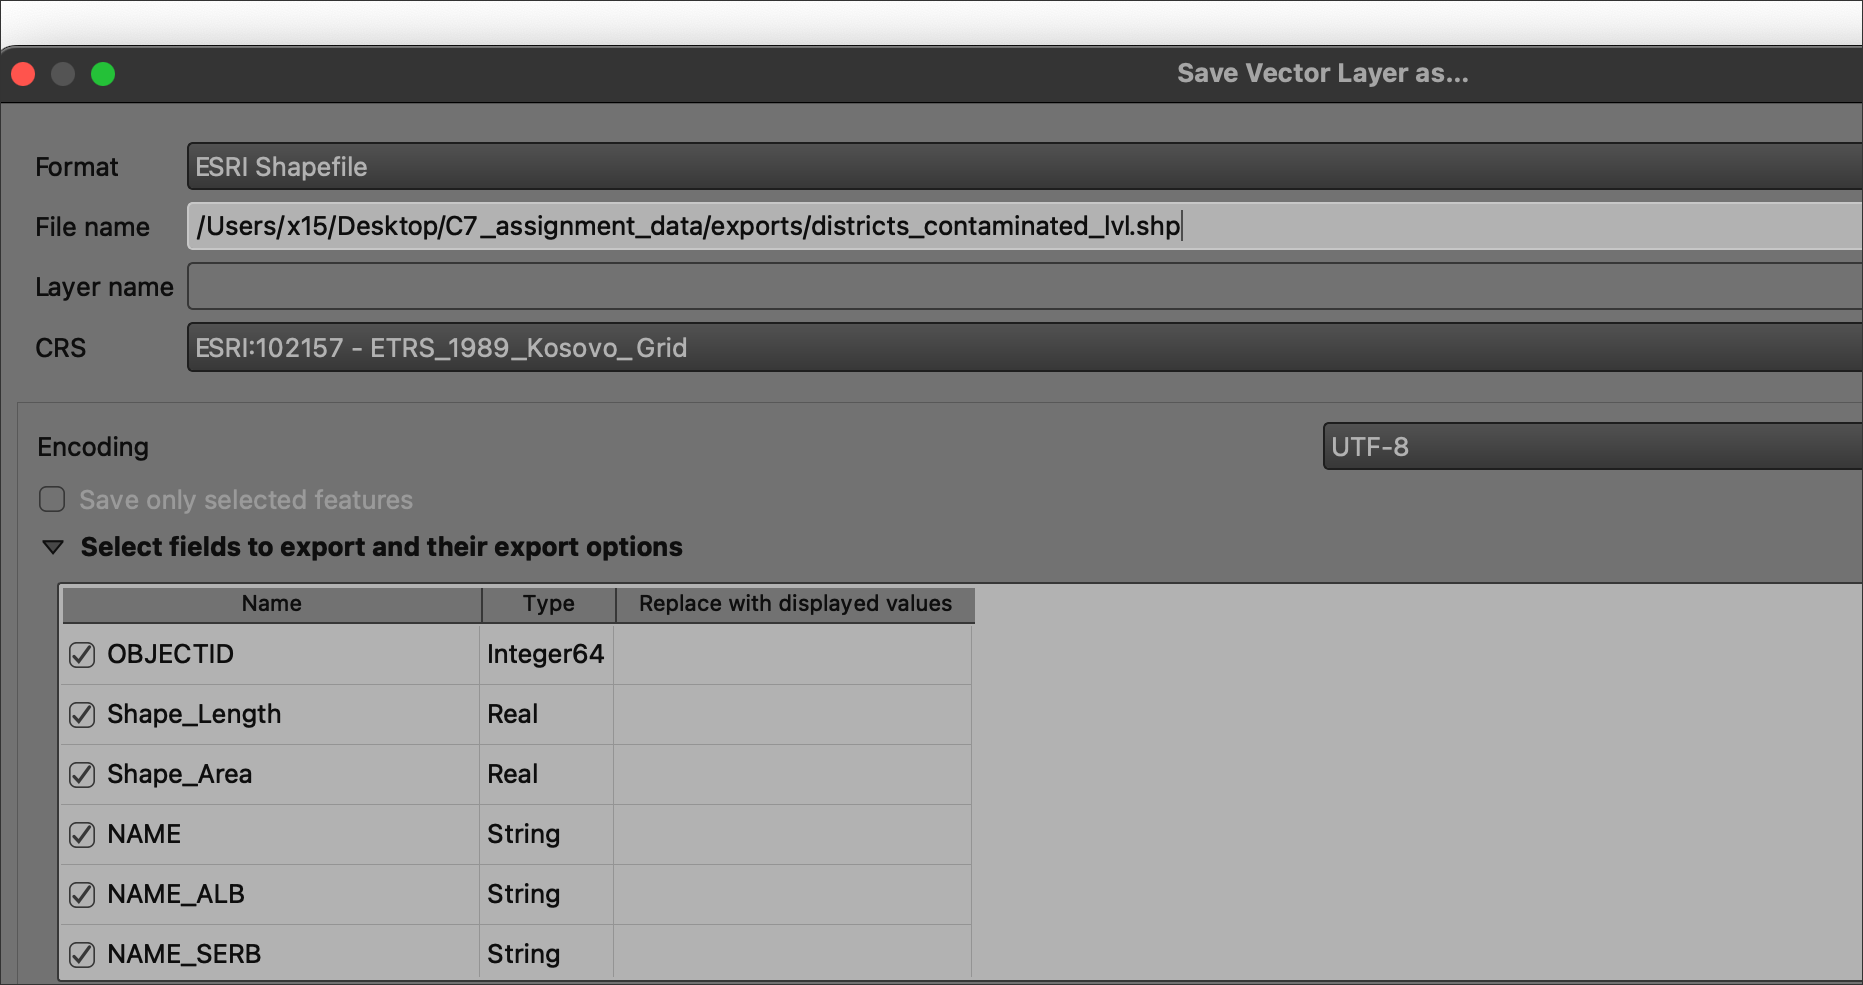 Save Vector Layer as...
Format ESRI Shapefile
File name /Users/x15/Desktop/C7_assignment_data/exports/districts_contaminated_lvl.shp
Layer name
CRS ESRI:102157 - ETRS_1989_Kosovo_Grid
Encoding UTF-8
Save only selected features
Select fields to export and their export options
Name Type Replace with displayed values
OBJECTID Integer64
Shape_Length Real
Shape_Area Real
NAME String
NAME_ALB String
NAME_SERB String